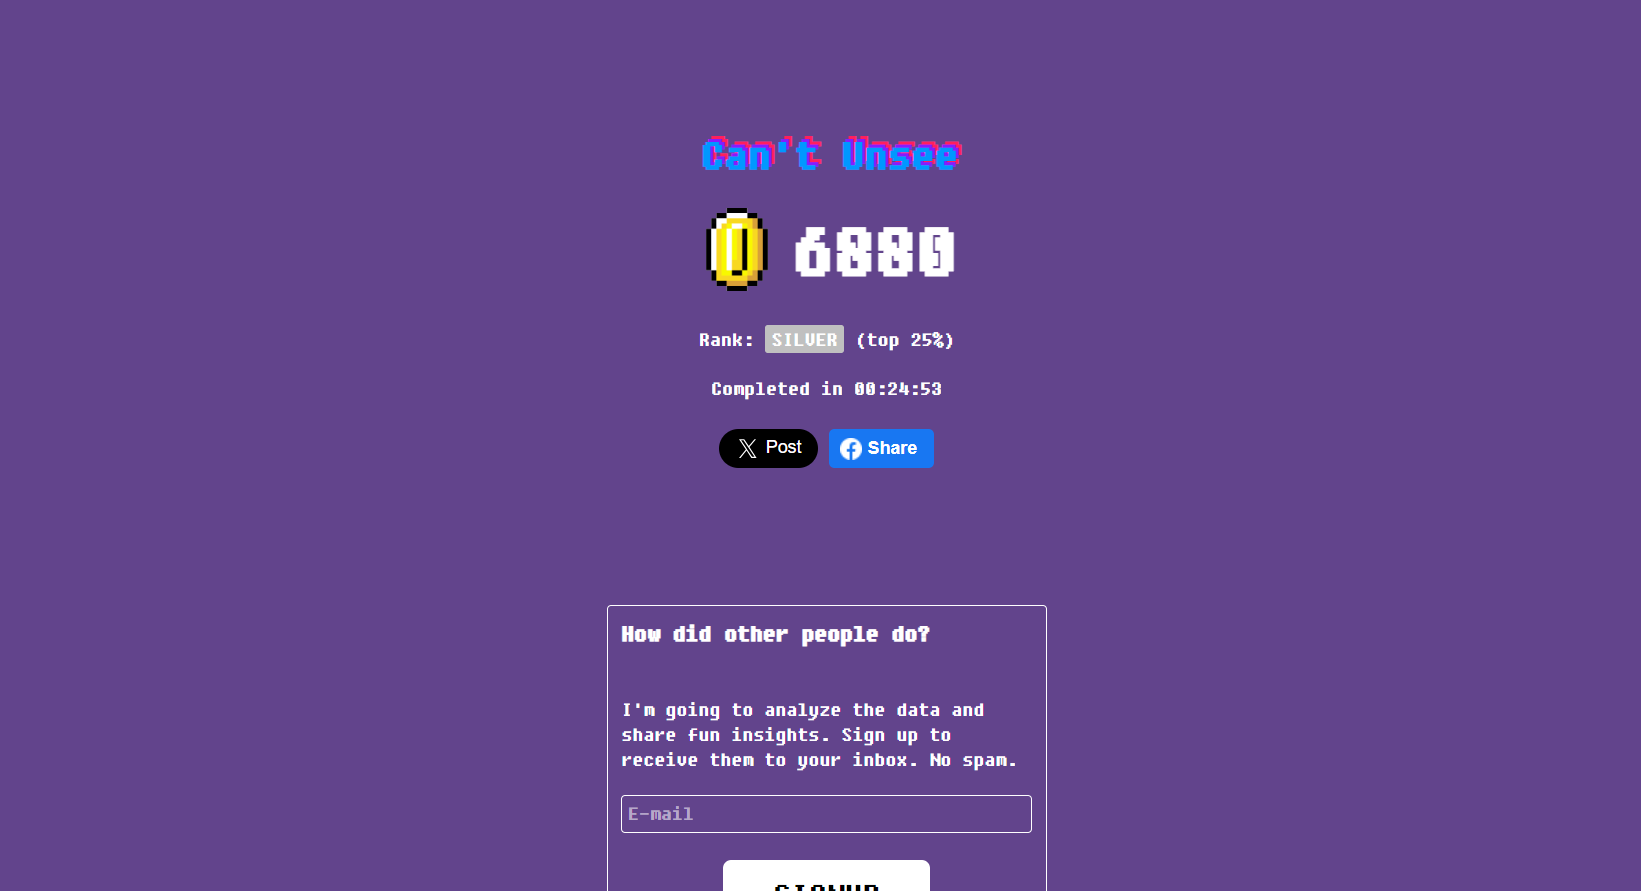 Can't Unsee
6880
Rank: SILVER (top 25%)
Completed in 00:24:53
Post
Share
How did other people do?
I'm going to analyze the data and
share fun insights. Sign up to
receive them to your inbox. No spam.
E-mail
SIGNUP